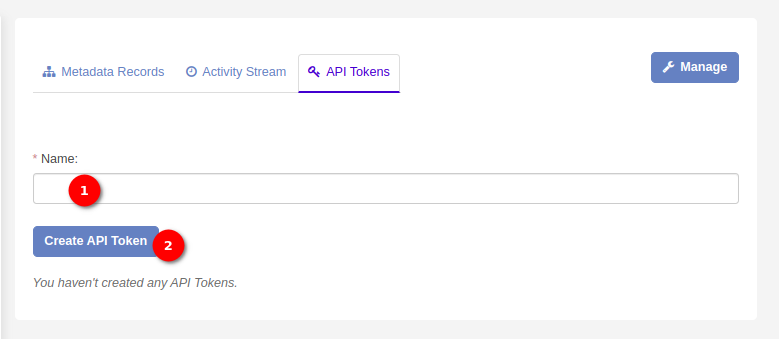 Metadata Records
Activity Stream
API Tokens
Manage
* Name:
1
Create API Token
2
You haven't created any API Tokens.